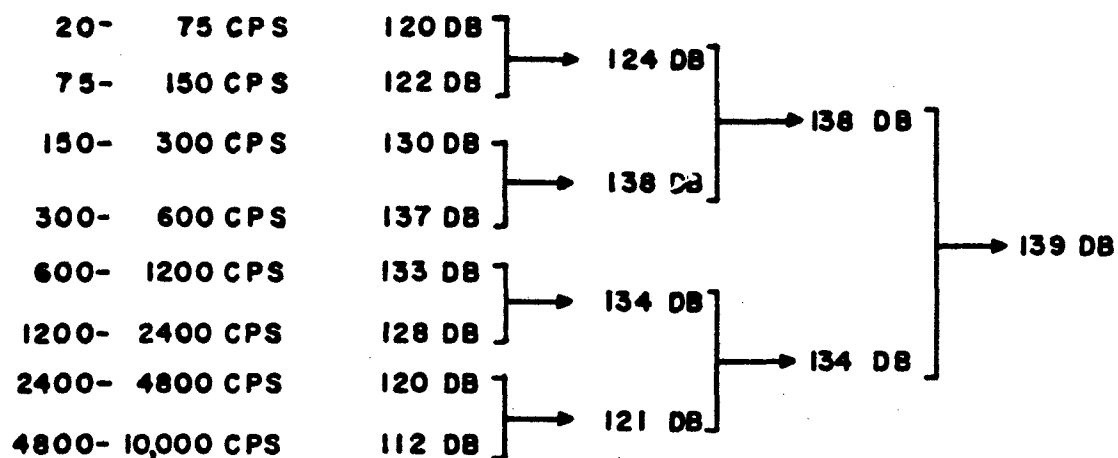 20- 75 CPS 120 DB
124 DB
75- 150 CPS 122 DB
138 DB
150- 300 CPS 130 DB
138 DB
300- 600 CPS 137 DB
139 DB
600- 1200 CPS 133 DB
134 DB
1200- 2400 CPS 128 DB
134 DB
2400- 4800 CPS 120 DB
121 DB
4800- 10,000 CPS 112 DB